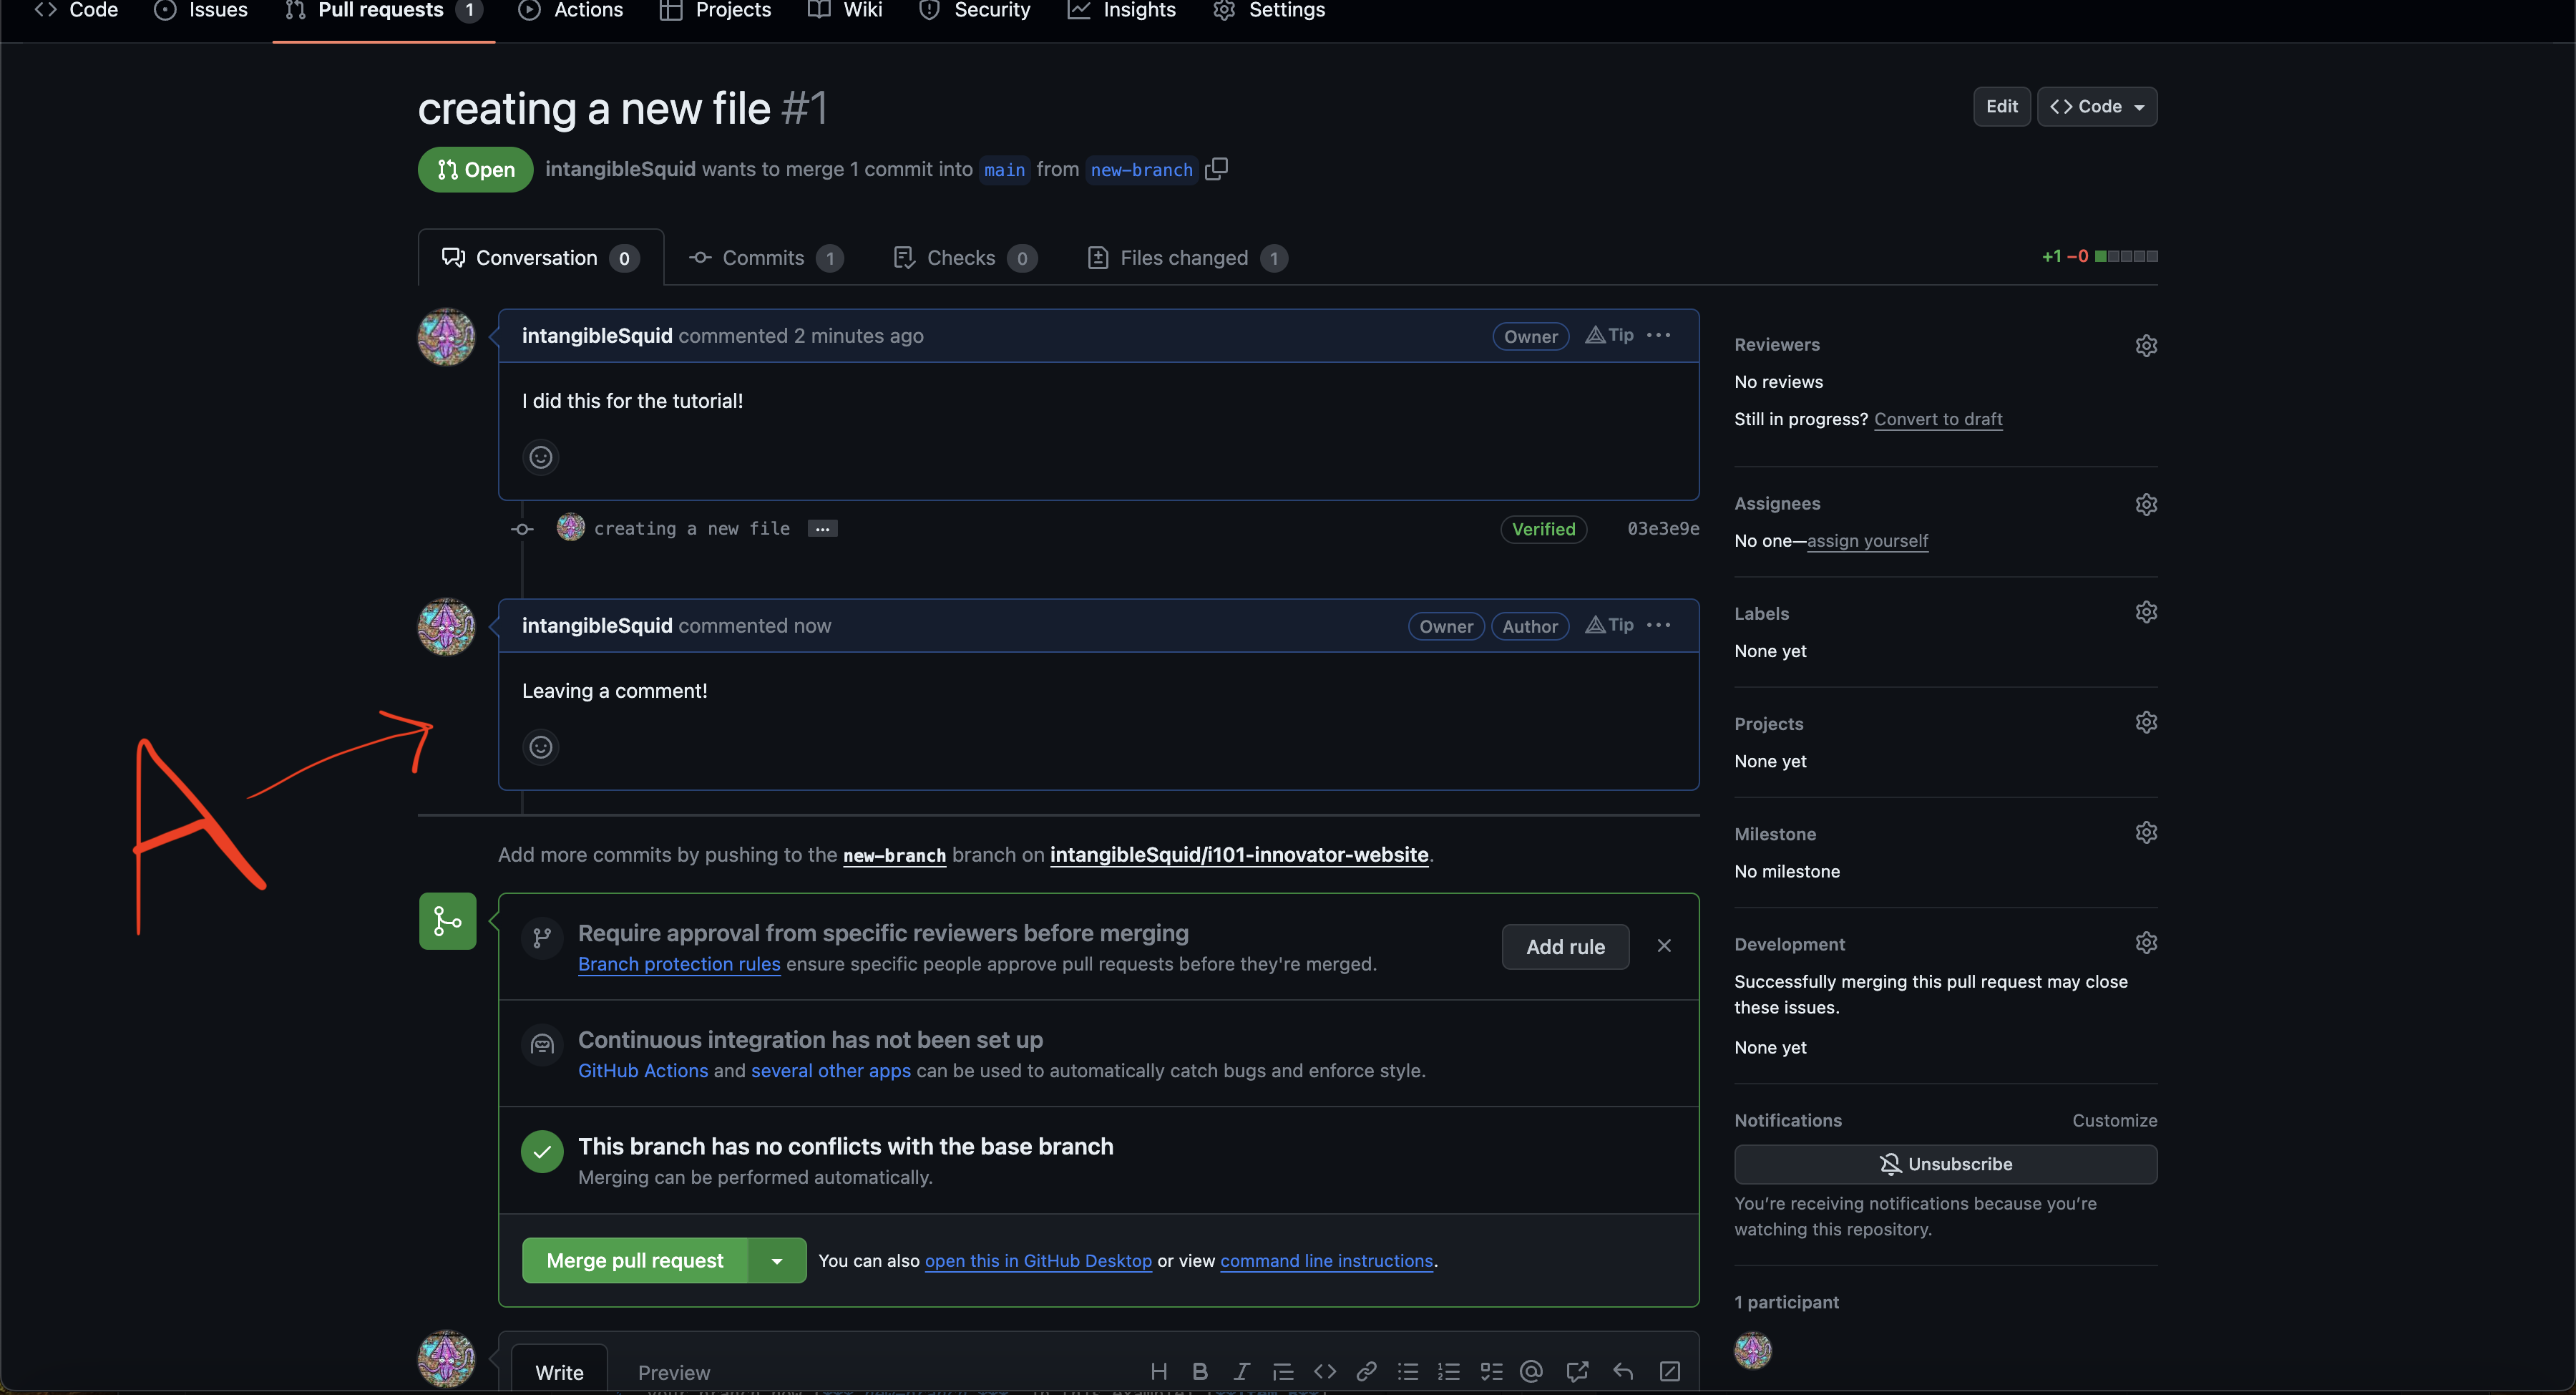 Code Issues Pull requests 1 Actions Projects Wiki Security Insights Settings
creating a new file #1
Edit <> Code
Open intangibleSquid wants to merge 1 commit into main from new-branch
Conversation 0 Commits 1 Checks 0 Files changed 1
+1 −0
intangibleSquid commented 2 minutes ago
Owner Tip ...
I did this for the tutorial!
creating a new file ...
Verified 03e3e9e
intangibleSquid commented now
Owner Author Tip ...
Leaving a comment!
A
Add more commits by pushing to the new-branch branch on intangibleSquid/i101-innovator-website.
Require approval from specific reviewers before merging
Branch protection rules ensure specific people approve pull requests before they're merged.
Add rule
Continuous integration has not been set up
GitHub Actions and several other apps can be used to automatically catch bugs and enforce style.
This branch has no conflicts with the base branch
Merging can be performed automatically.
Merge pull request You can also open this in GitHub Desktop or view command line instructions.
Write Preview
Reviewers
No reviews
Still in progress? Convert to draft
Assignees
No one—assign yourself
Labels
None yet
Projects
None yet
Milestone
No milestone
Development
Successfully merging this pull request may close
these issues.
None yet
Notifications Customize
Unsubscribe
You're receiving notifications because you're
watching this repository.
1 participant